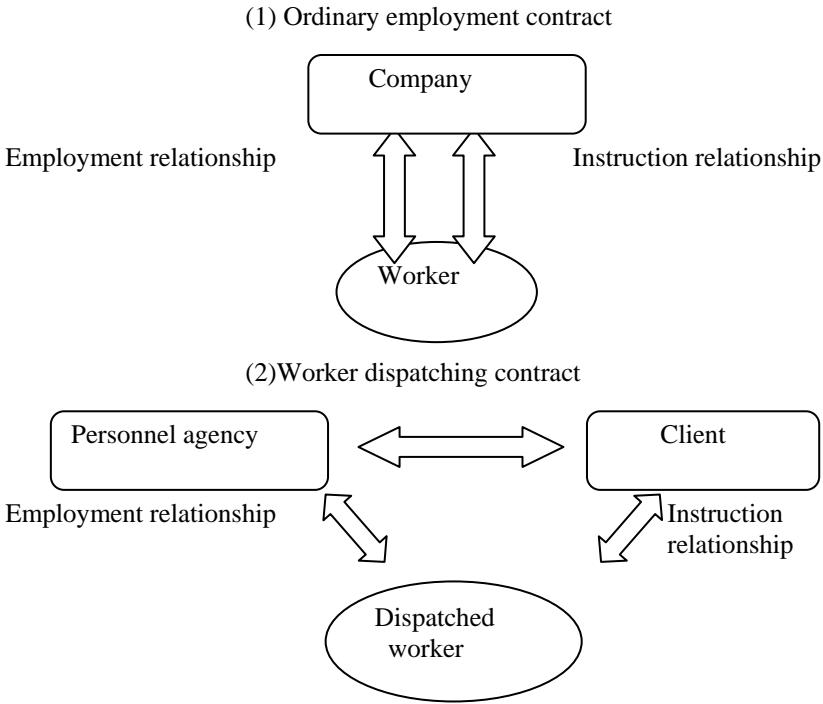 (1) Ordinary employment contract
Company
Employment relationship
Instruction relationship
Worker
(2)Worker dispatching contract
Personnel agency
Client
Employment relationship
Instruction
relationship
Dispatched
worker